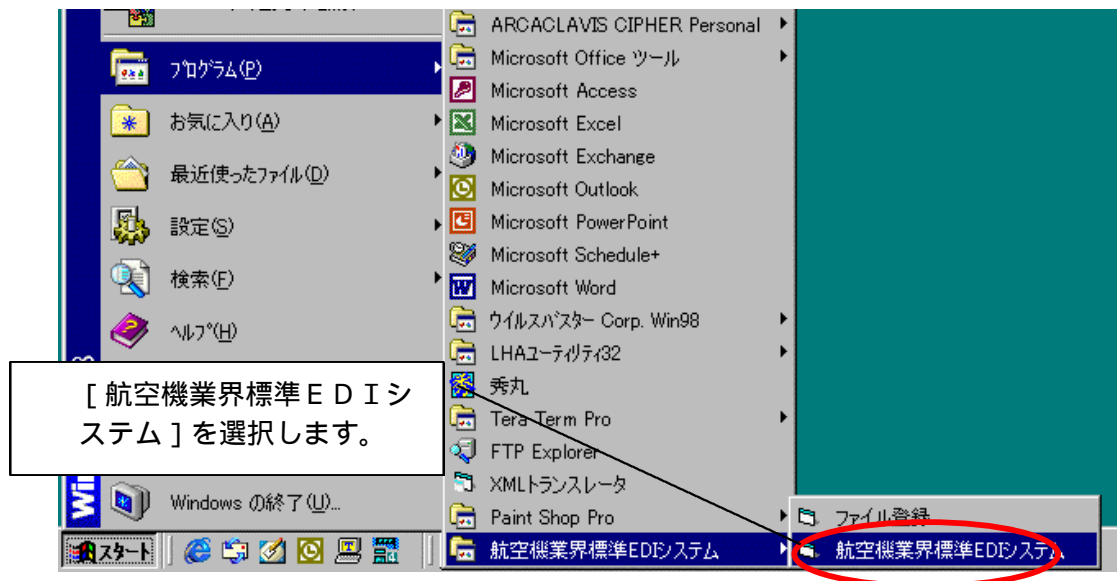 ARCACLAVIS CIPHER Personal
Microsoft Office ツール
Microsoft Access
Microsoft Excel
Microsoft Exchange
Microsoft Outlook
Microsoft PowerPoint
Microsoft Schedule+
Microsoft Word
ウイルスバスター Corp. Win98
LHAユーティリティ32
秀丸
Tera Term Pro
FTP Explorer
XMLトランスレータ
Paint Shop Pro
航空機業界標準EDIシステム
プログラム(P)
お気に入り(A)
最近使ったファイル(D)
設定(S)
検索(F)
ヘルプ(H)
[航空機業界標準ＥＤＩシ
ステム]を選択します。
Windows の終了(U)...
スタート
ファイル登録
航空機業界標準EDIシステム